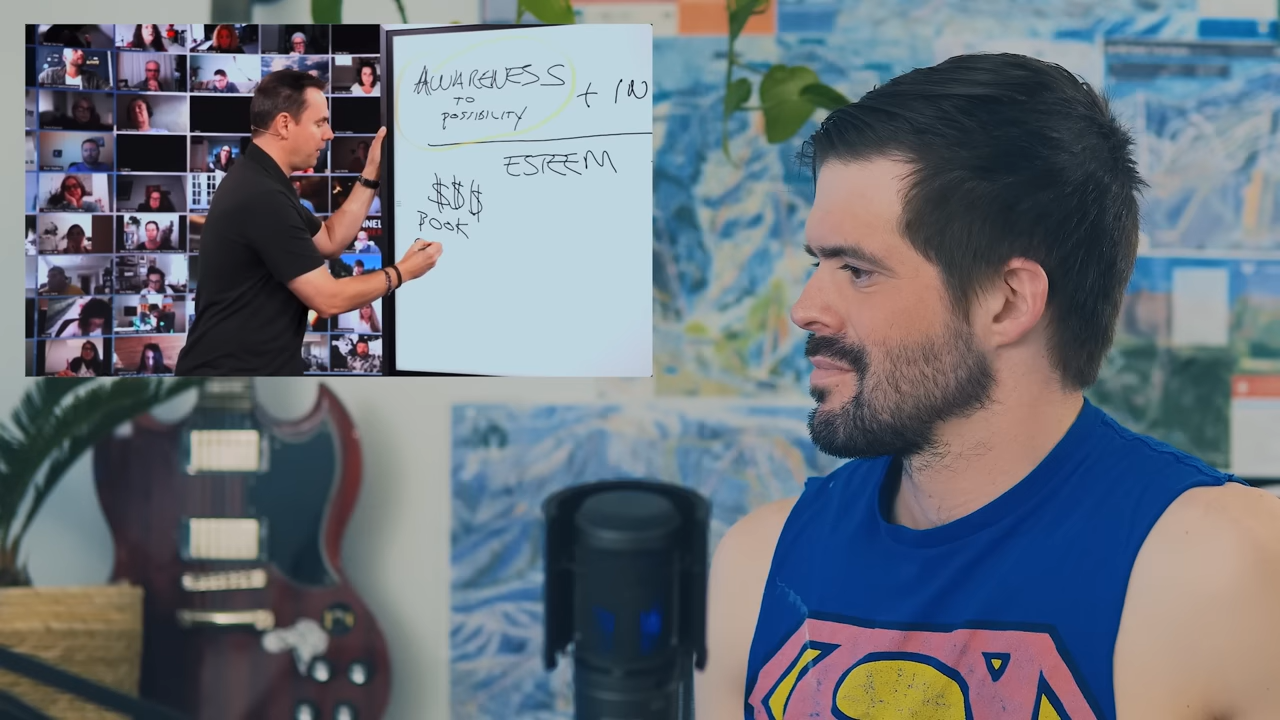 AWARENESS + IN
TO
POSSIBILITY
ESTEEM
$$$
BOOK